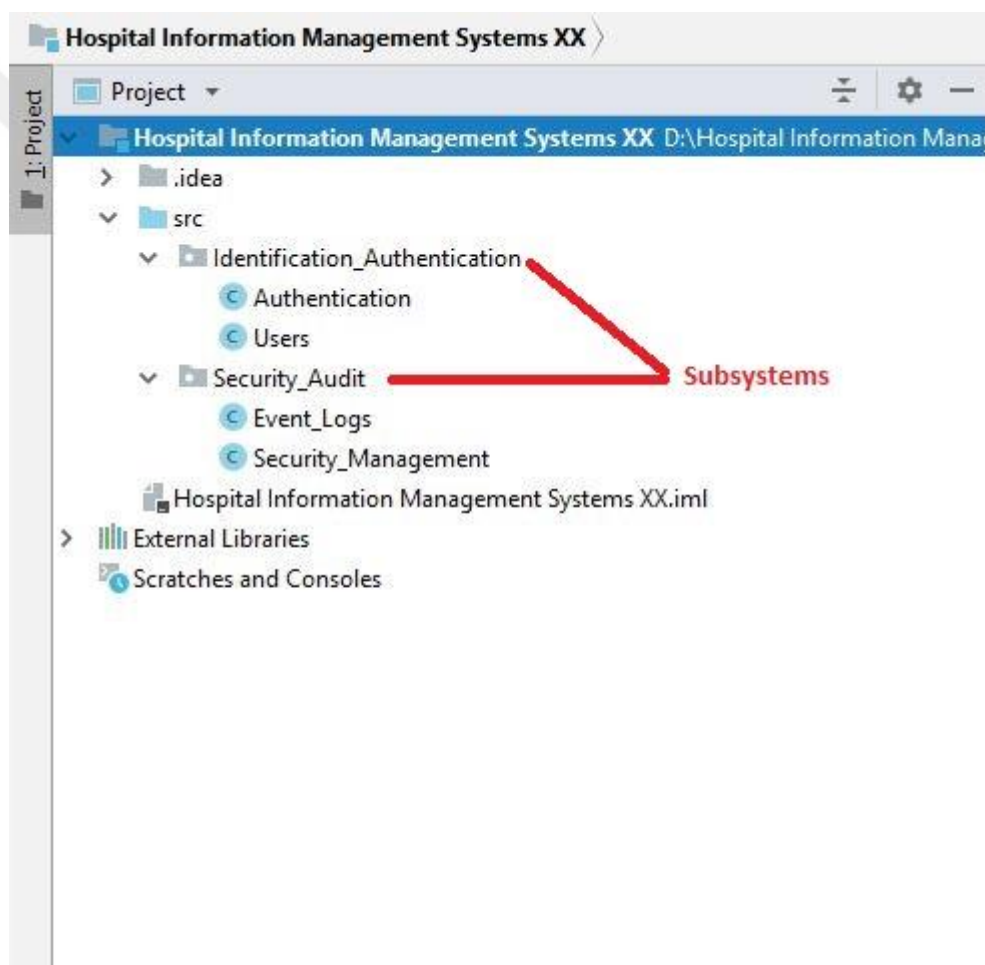 Hospital Information Management Systems XX
1: Project
Project
Hospital Information Management Systems XX D:\Hospital Information Mana
.idea
src
Identification_Authentication
Authentication
Users
Security_Audit
Subsystems
Event_Logs
Security_Management
Hospital Information Management Systems XX.iml
External Libraries
Scratches and Consoles